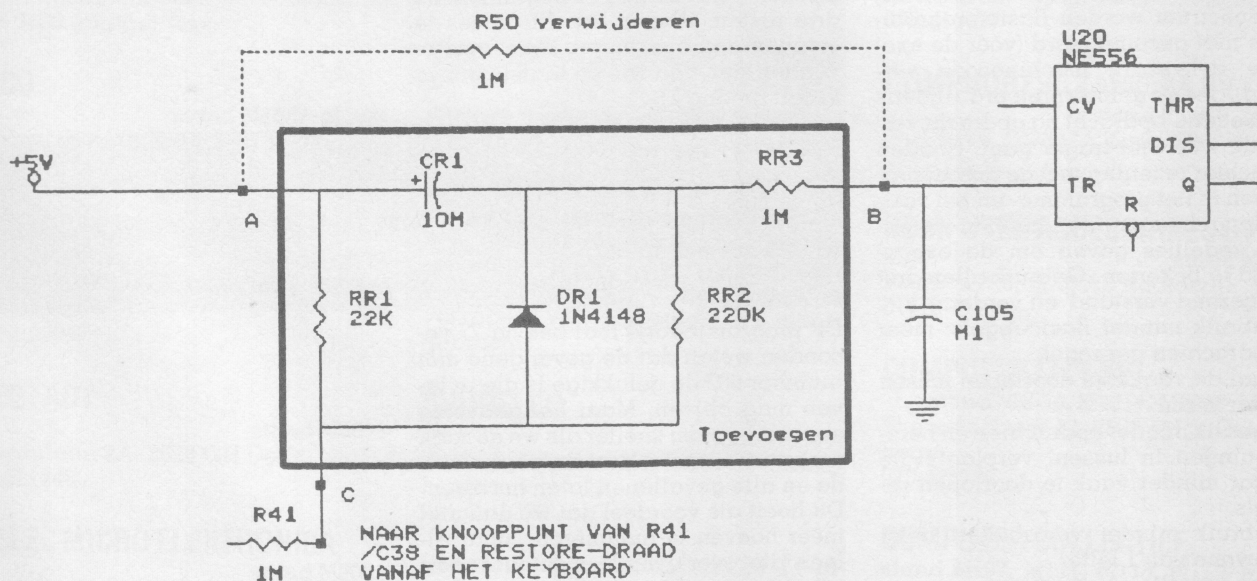 R50 verwijderen
1M
U20
NE556
CV
THR
DIS
TR
Q
R
+5V
A
CR1
+
10M
RR3
1M
B
RR1
22K
DR1
1N4148
RR2
220K
C105
M1
Toevoegen
C
R41
1M
NAAR KNOOPPUNT VAN R41
/C38 EN RESTORE-DRAAD
VANAF HET KEYBOARD